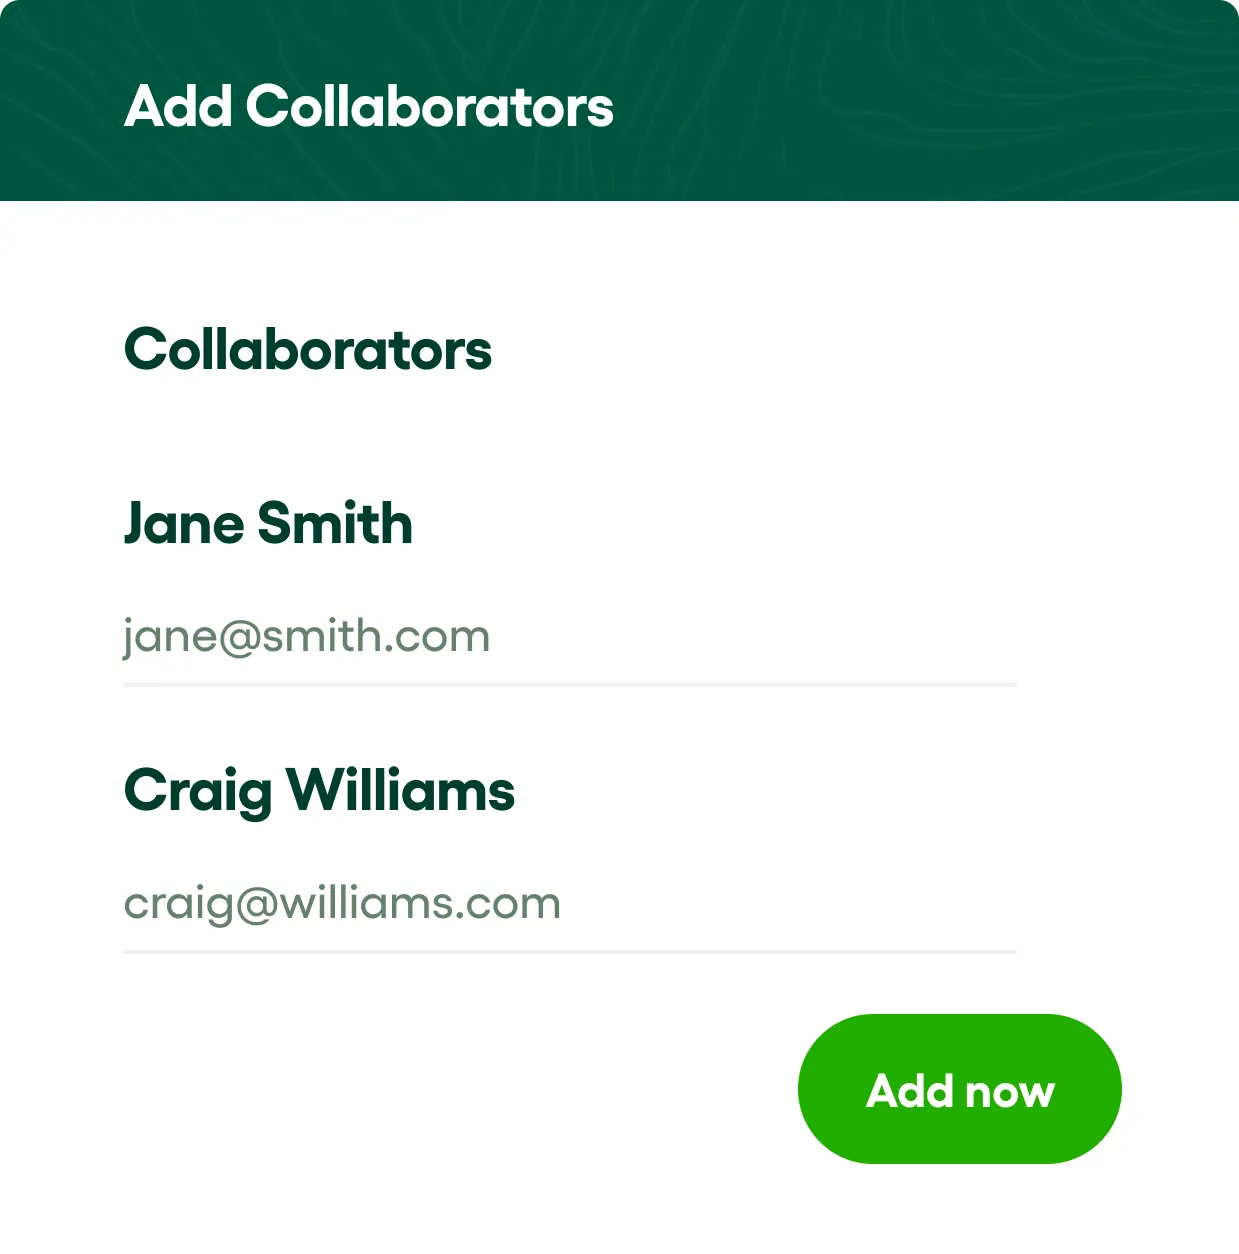 Add Collaborators
Collaborators
Jane Smith
jane@smith.com
Craig Williams
craig@williams.com
Add now